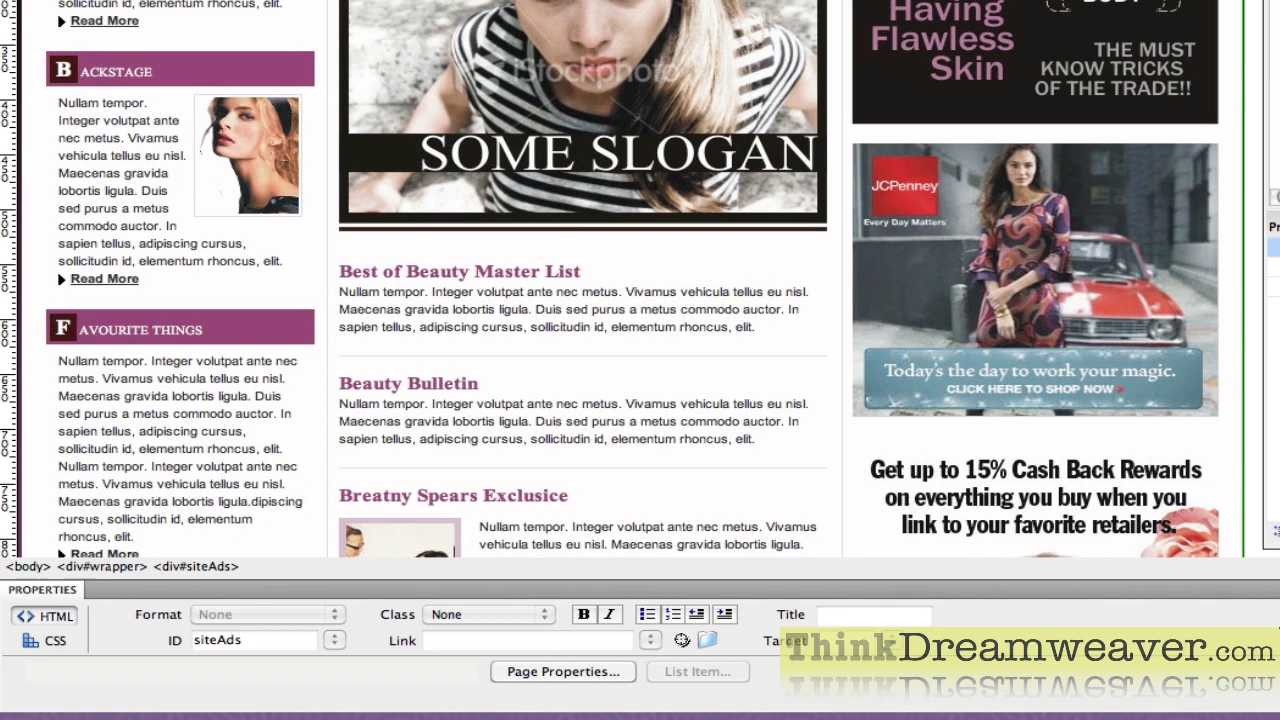 sollicitudin id, elementum rhoncus, elit.
Read More
B ACKSTAGE
Nullam tempor.
Integer volutpat ante
nec metus. Vivamus
vehicula tellus eu nisl.
Maecenas gravida
lobortis ligula. Duis
sed purus a metus
commodo auctor. In
sapien tellus, adipiscing cursus,
sollicitudin id, elementum rhoncus, elit.
Read More
F AVOURITE THINGS
Nullam tempor. Integer volutpat ante nec
metus. Vivamus vehicula tellus eu nisl.
Maecenas gravida lobortis ligula. Duis
sed purus a metus commodo auctor. In
sapien tellus, adipiscing cursus,
sollicitudin id, elementum rhoncus, elit.
Nullam tempor. Integer volutpat ante nec
metus. Vivamus vehicula tellus eu nisl.
Maecenas gravida lobortis ligula.dipiscing
cursus, sollicitudin id, elementum
rhoncus, elit.
Read More
iStockphoto
SOME SLOGAN
Best of Beauty Master List
Nullam tempor. Integer volutpat ante nec metus. Vivamus vehicula tellus eu nisl.
Maecenas gravida lobortis ligula. Duis sed purus a metus commodo auctor. In
sapien tellus, adipiscing cursus, sollicitudin id, elementum rhoncus, elit.
Beauty Bulletin
Nullam tempor. Integer volutpat ante nec metus. Vivamus vehicula tellus eu nisl.
Maecenas gravida lobortis ligula. Duis sed purus a metus commodo auctor. In
sapien tellus, adipiscing cursus, sollicitudin id, elementum rhoncus, elit.
Breatny Spears Exclusice
Nullam tempor. Integer volutpat ante nec metus. Vivamus
vehicula tellus eu nisl. Maecenas gravida lobortis ligula.
Having
Flawless
Skin
BODY
THE MUST
KNOW TRICKS
OF THE TRADE!!
JCPenney
Every Day Matters
Today's the day to work your magic.
CLICK HERE TO SHOP NOW
Get up to 15% Cash Back Rewards
on everything you buy when you
link to your favorite retailers.
<body> <div#wrapper> <div#siteAds>
PROPERTIES
<> HTML Format None Class None B I Title
CSS ID siteAds Link Target
Page Properties... List Item...
ThinkDreamweaver.com